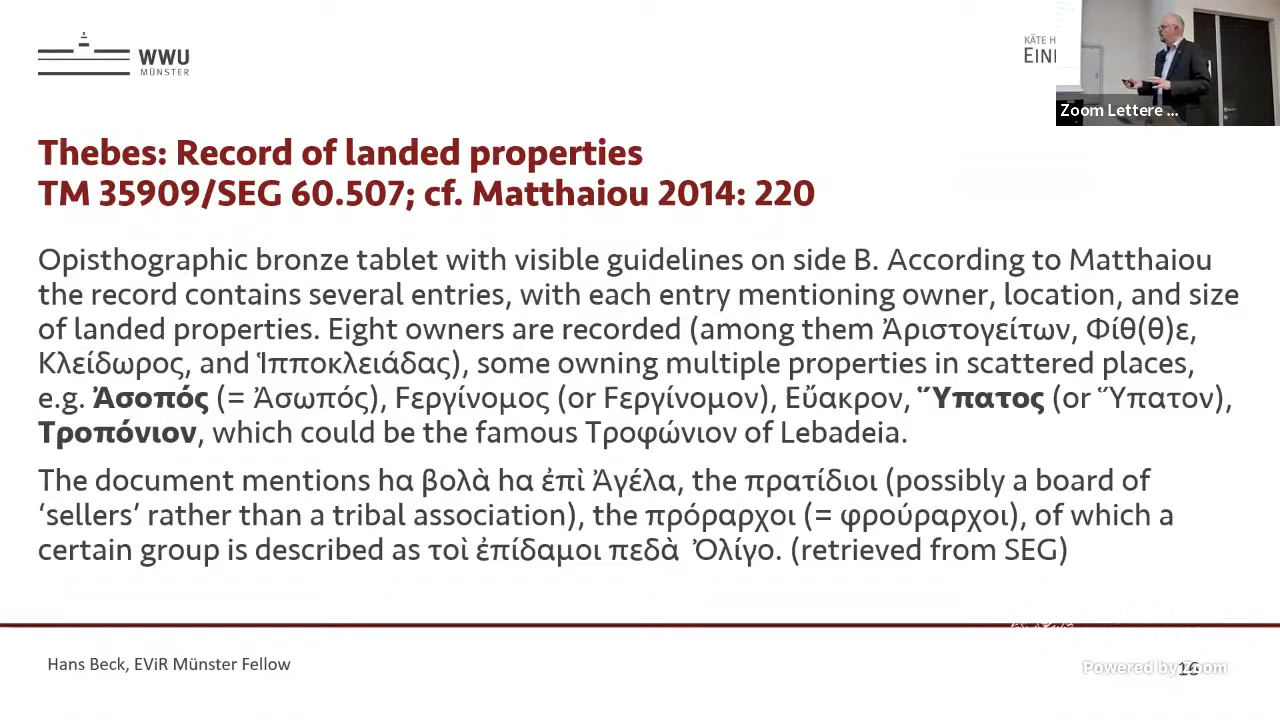 WWU
MÜNSTER
KÄTE H
EINI
Zoom Lettere ...
Thebes: Record of landed properties
TM 35909/SEG 60.507; cf. Matthaiou 2014: 220
Opisthographic bronze tablet with visible guidelines on side B. According to Matthaiou
the record contains several entries, with each entry mentioning owner, location, and size
of landed properties. Eight owners are recorded (among them Ἀριστογείτων, Φίθ(θ)ε,
Κλείδωρος, and Ἱπποκλειάδας), some owning multiple properties in scattered places,
e.g. Ἀσοπός (= Ἀσωπός), Fεργίνομος (or Fεργίνομον), Εὔακρον, Ὕπατος (or Ὕπατον),
Τροπόνιον, which could be the famous Τροφώνιον of Lebadeia.
The document mentions hα βολὰ hα ἐπὶ Ἀγέλα, the πρατίδιοι (possibly a board of
‘sellers’ rather than a tribal association), the πρόραρχοι (= φρούραρχοι), of which a
certain group is described as τοὶ ἐπίδαμοι πεδὰ Ὀλίγο. (retrieved from SEG)
Hans Beck, EViR Münster Fellow
Powered by zoom
16